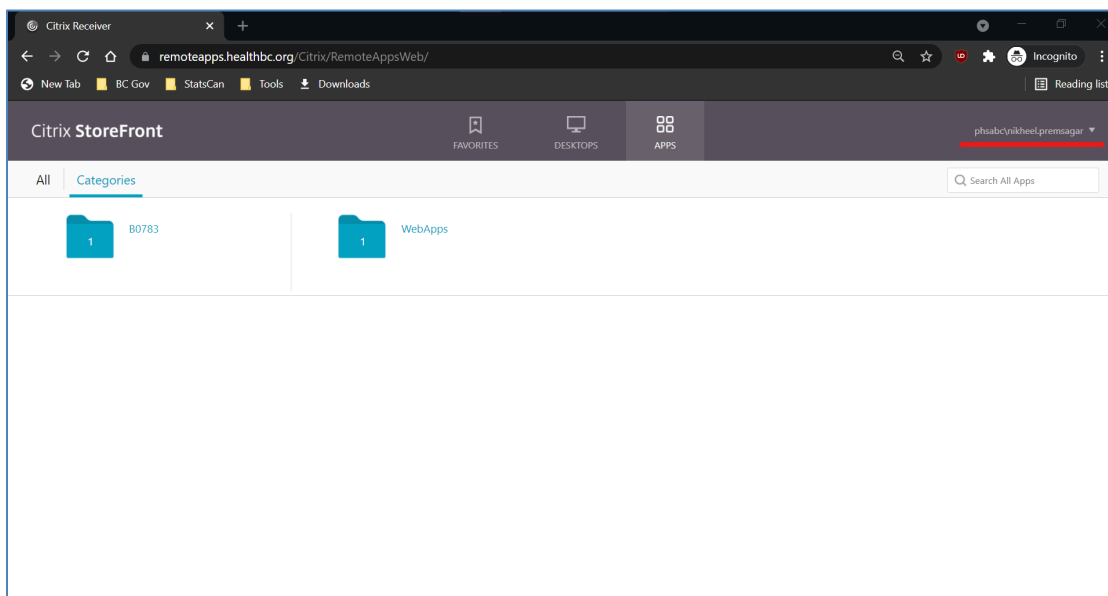 Citrix Receiver
remoteapps.healthbc.org/Citrix/RemoteAppsWeb/
Incognito
New Tab
BC Gov
StatsCan
Tools
Downloads
Reading list
Citrix StoreFront
FAVORITES
DESKTOPS
APPS
phsabc\nikheel.premsagar
All
Categories
Search All Apps
1
B0783
1
WebApps